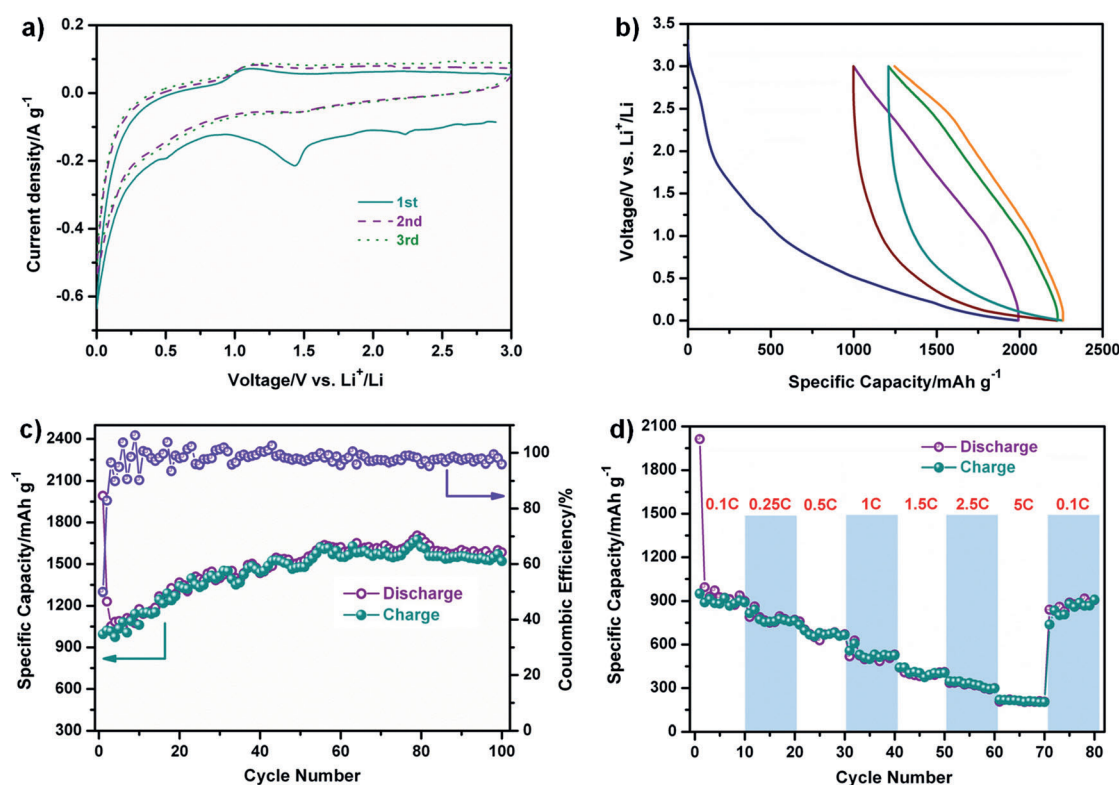 a)
0.2
0.0
-0.2
-0.4
-0.6
Current density/A g⁻¹
1st
2nd
3rd
0.0 0.5 1.0 1.5 2.0 2.5 3.0
Voltage/V vs. Li⁺/Li
b)
4.0
3.5
3.0
2.5
2.0
1.5
1.0
0.5
0.0
Voltage/V vs. Li⁺/Li
0 500 1000 1500 2000 2500
Specific Capacity/mAh g⁻¹
c)
2400
2100
1800
1500
1200
900
600
300
Specific Capacity/mAh g⁻¹
Discharge
Charge
100
80
60
40
20
0
Coulombic Efficiency/%
0 20 40 60 80 100
Cycle Number
d)
2100
1800
1500
1200
900
600
300
0
Specific Capacity/mAh g⁻¹
Discharge
Charge
0.1C 0.25C 0.5C 1C 1.5C 2.5C 5C 0.1C
0 10 20 30 40 50 60 70 80
Cycle Number